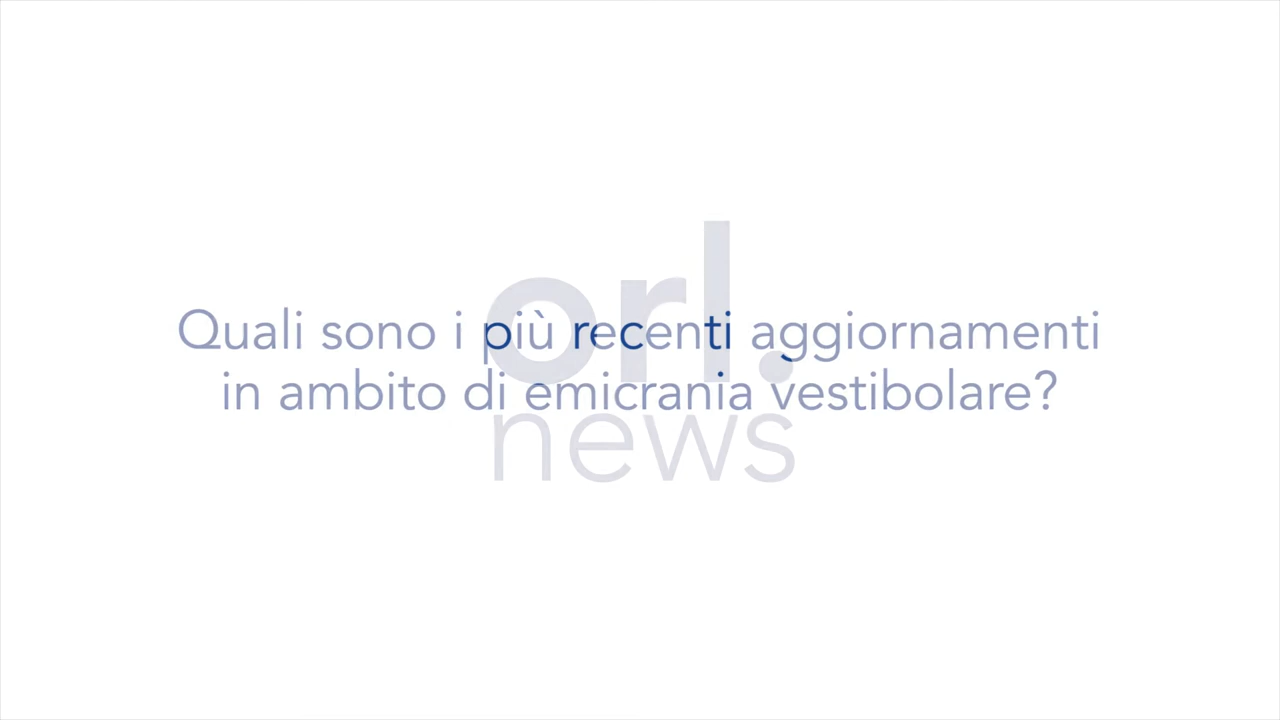 orl.
Quali sono i più recenti aggiornamenti
in ambito di emicrania vestibolare?
news